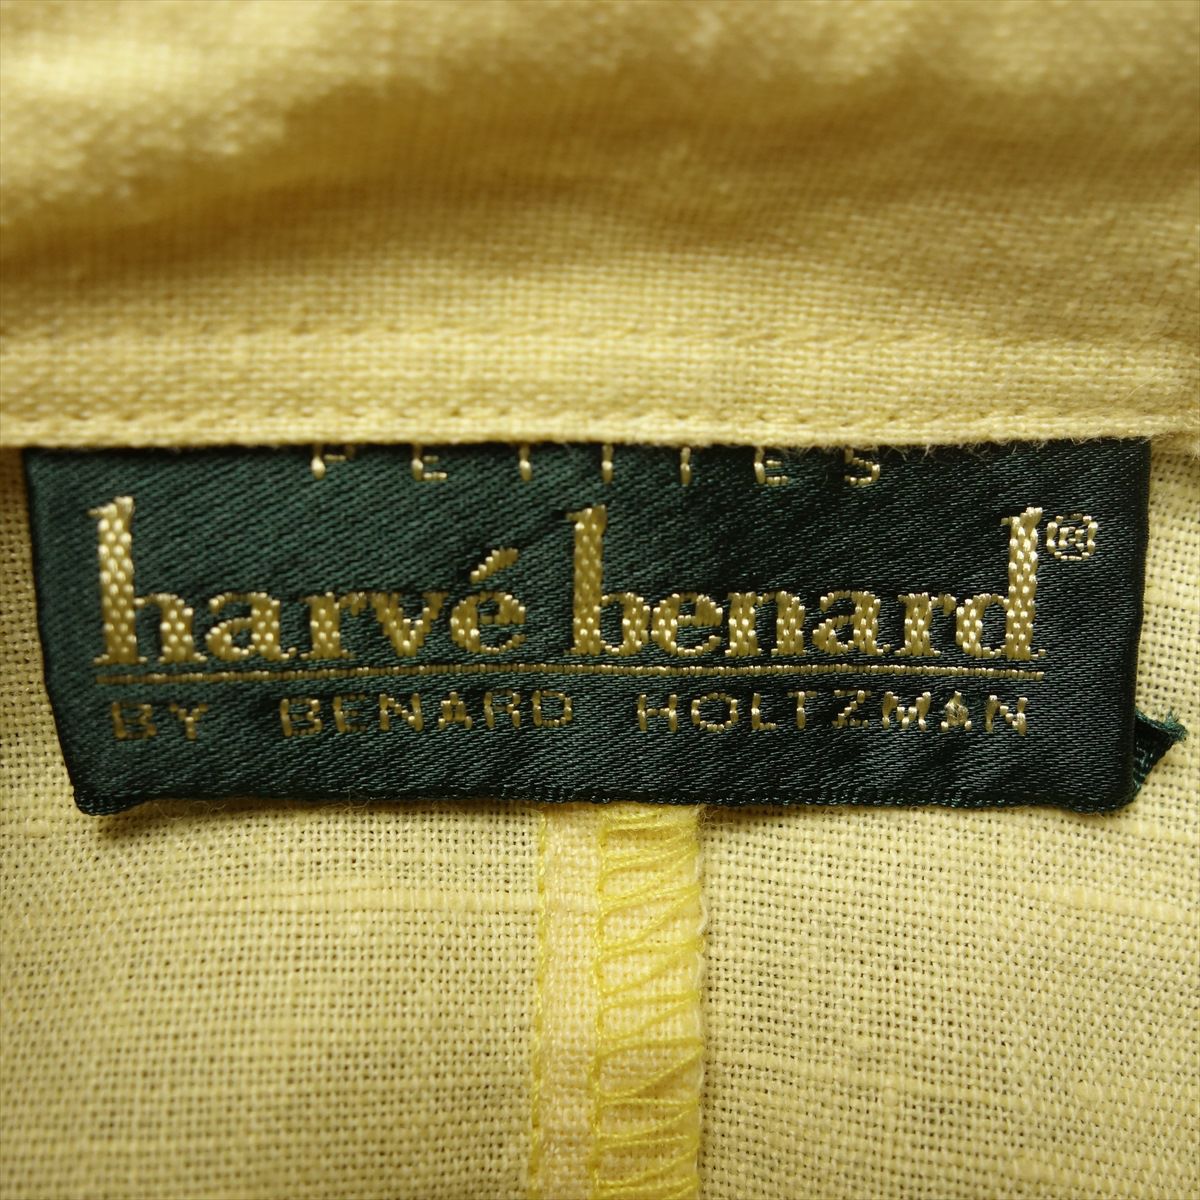 PETITES
harvé benard®
BY BENARD HOLTZMAN